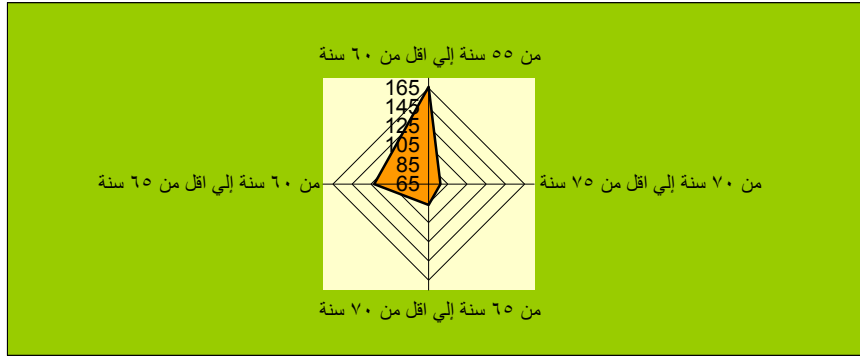 من ٥٥ سنة إلي اقل من ٦٠ سنة
165
145
125
105
85
65
من ٧٠ سنة إلي اقل من ٧٥ سنة
من ٦٠ سنة إلي اقل من ٦٥ سنة
من ٦٥ سنة إلي اقل من ٧٠ سنة